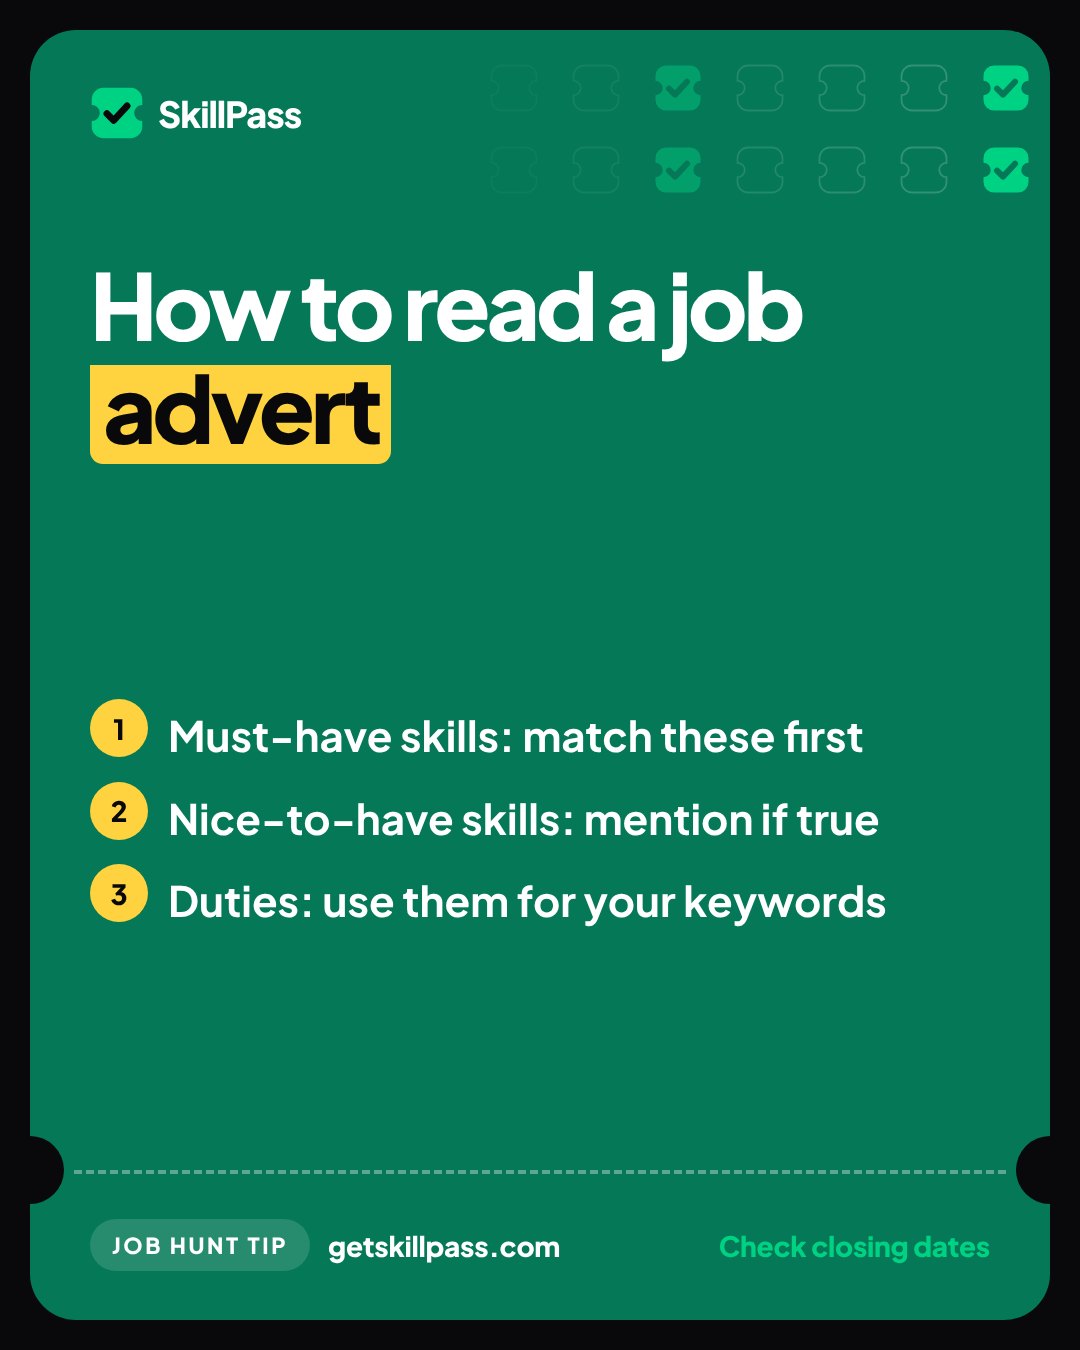 SkillPass
How to read a job
advert
1 Must-have skills: match these first
2 Nice-to-have skills: mention if true
3 Duties: use them for your keywords
JOB HUNT TIP getskillpass.com Check closing dates